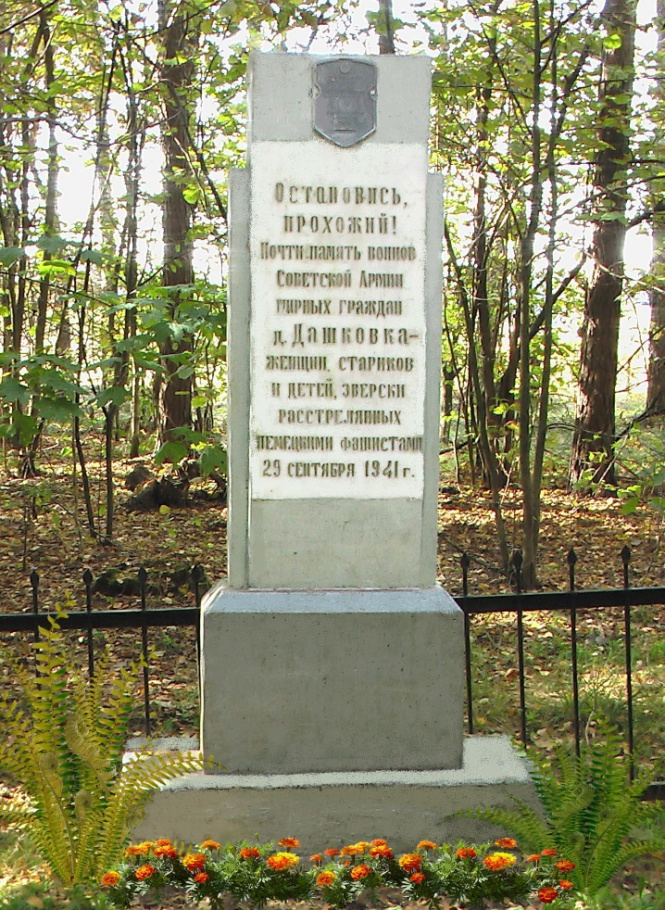 Остановись,
прохожий!
Почти память воинов
Советской Армии
мирных граждан
д. Дашковка-
женщин, стариков
и детей, зверски
расстрелянных
немецкими фашистами
29 сентября 1941 г.